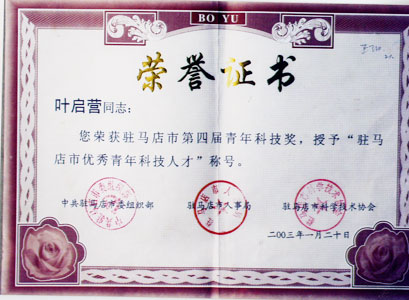 BO YU
荣誉证书
叶启营同志：
您荣获驻马店市第四届青年科技奖，授予“驻马
店市优秀青年科技人才”称号。
中共驻马店市委组织部 驻马店市人事局 驻马店市科学技术协会
二00三年一月二十日